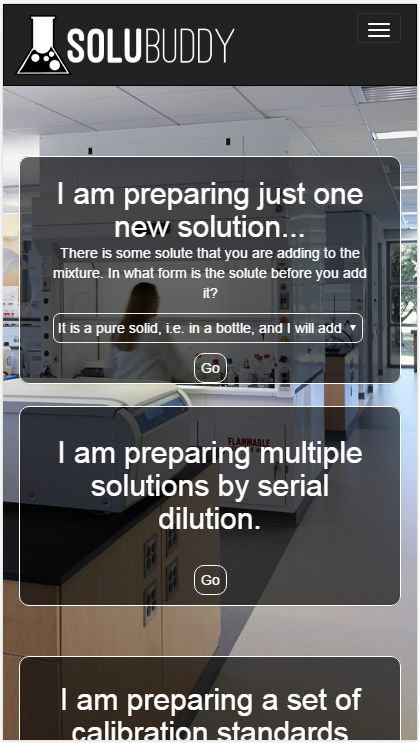 SOLUBUDDY
I am preparing just one
new solution...
There is some solute that you are adding to the
mixture. In what form is the solute before you add
it?
It is a pure solid, i.e. in a bottle, and I will add
Go
FLAMMABLE
I am preparing multiple
solutions by serial
dilution.
Go
I am preparing a set of
calibration standards